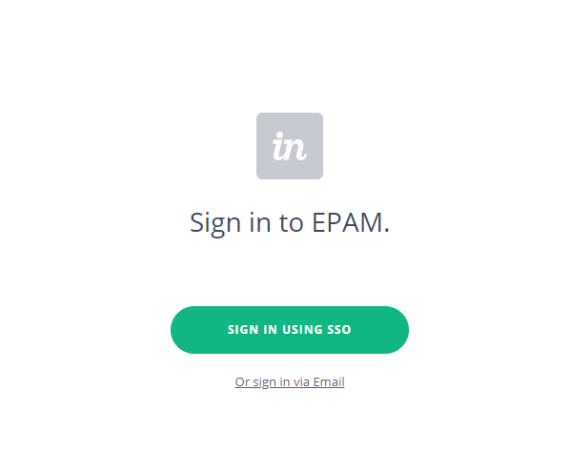 in
Sign in to EPAM.
SIGN IN USING SSO
Or sign in via Email